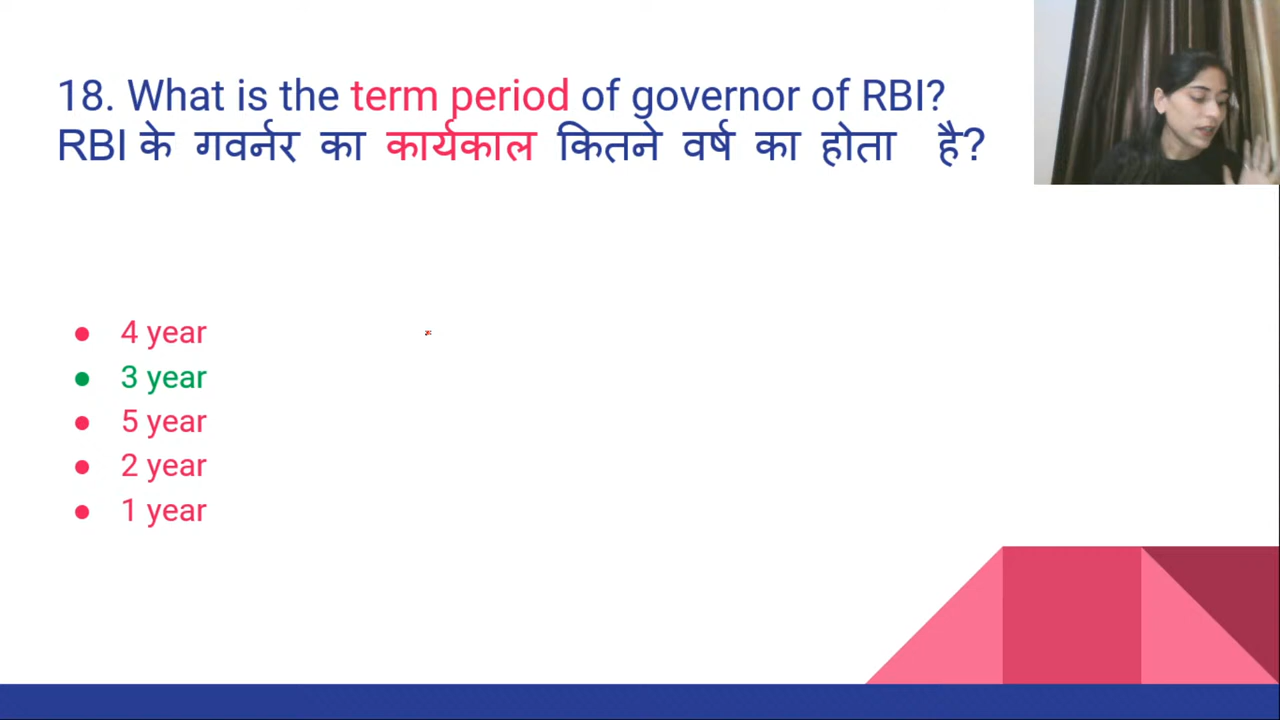 18. What is the term period of governor of RBI?
RBI के गवर्नर का कार्यकाल कितने वर्ष का होता है?
● 4 year
● 3 year
● 5 year
● 2 year
● 1 year